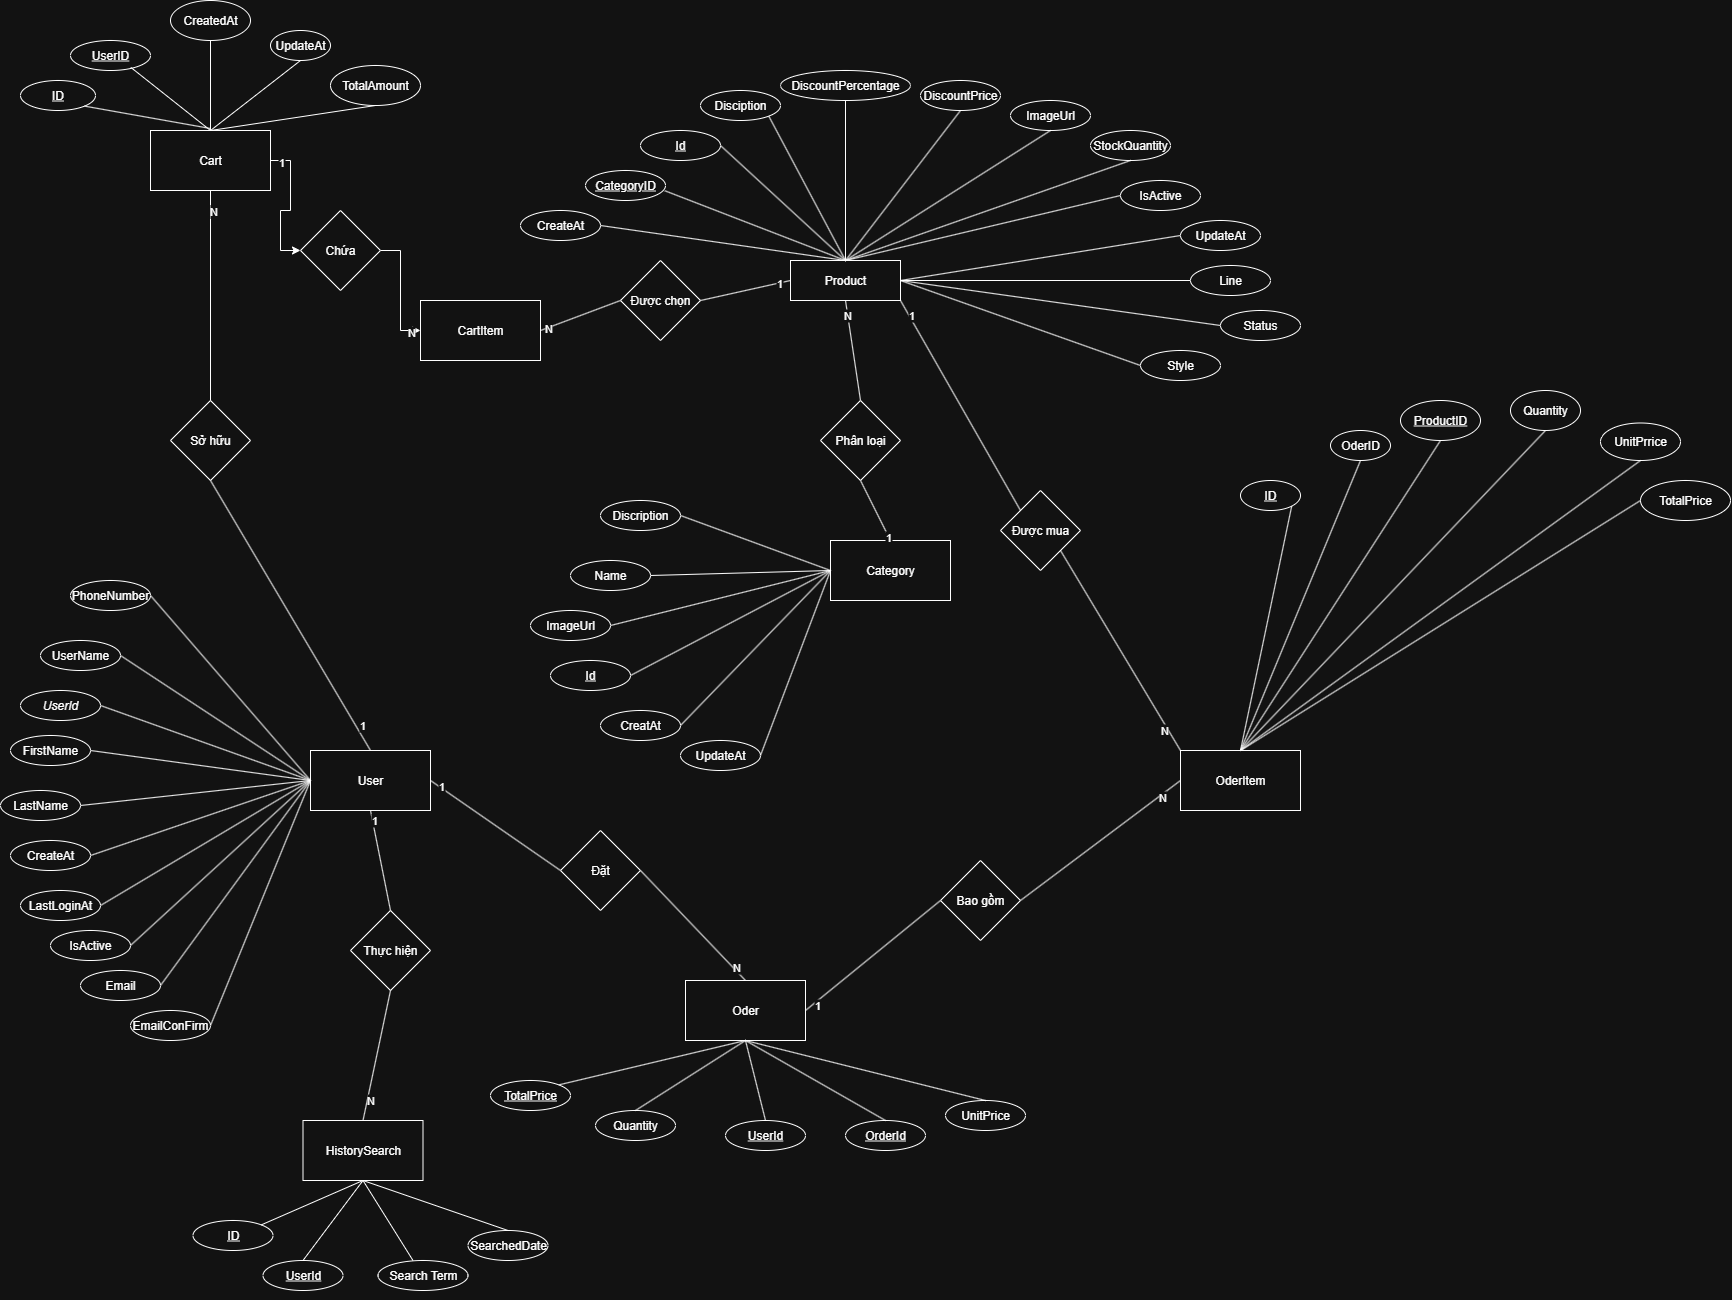 CreatedAt
UserID
UpdateAt
ID
TotalAmount
Cart
1
N
Chứa
N
CartItem
N
Được chọn
1
DiscountPercentage
Disciption
DiscountPrice
ImageUrl
Id
StockQuantity
CategoryID
IsActive
CreateAt
UpdateAt
Product
Line
Status
Style
N
1
Sở hữu
Phân loại
1
Category
Được mua
N
Discription
Name
ImageUrl
Id
CreatAt
UpdateAt
Quantity
ProductID
OderID
UnitPrrice
ID
TotalPrice
OderItem
N
PhoneNumber
UserName
UserId
FirstName
LastName
CreateAt
LastLoginAt
IsActive
Email
EmailConFirm
1
User
1
1
Đặt
N
Bao gồm
1
Oder
TotalPrice
Quantity
UserId
OrderId
UnitPrice
Thực hiện
N
HistorySearch
ID
UserId
Search Term
SearchedDate